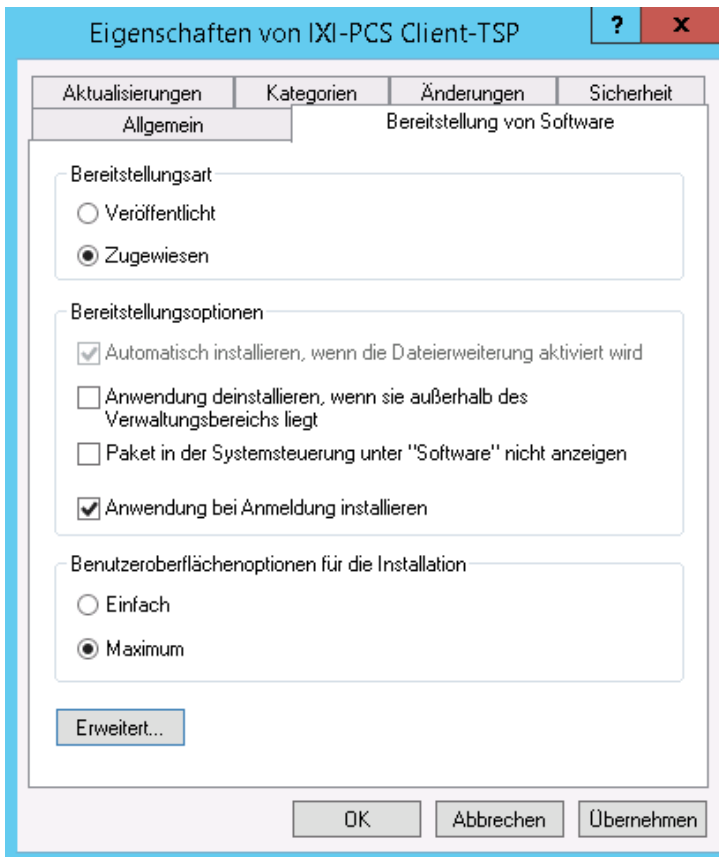 Eigenschaften von IXI-PCS Client-TSP
?
x
Aktualisierungen
Kategorien
Änderungen
Sicherheit
Allgemein
Bereitstellung von Software
Bereitstellungsart
Veröffentlicht
Zugewiesen
Bereitstellungsoptionen
Automatisch installieren, wenn die Dateierweiterung aktiviert wird
Anwendung deinstallieren, wenn sie außerhalb des
Verwaltungsbereichs liegt
Paket in der Systemsteuerung unter "Software" nicht anzeigen
Anwendung bei Anmeldung installieren
Benutzeroberflächenoptionen für die Installation
Einfach
Maximum
Erweitert...
OK
Abbrechen
Übernehmen